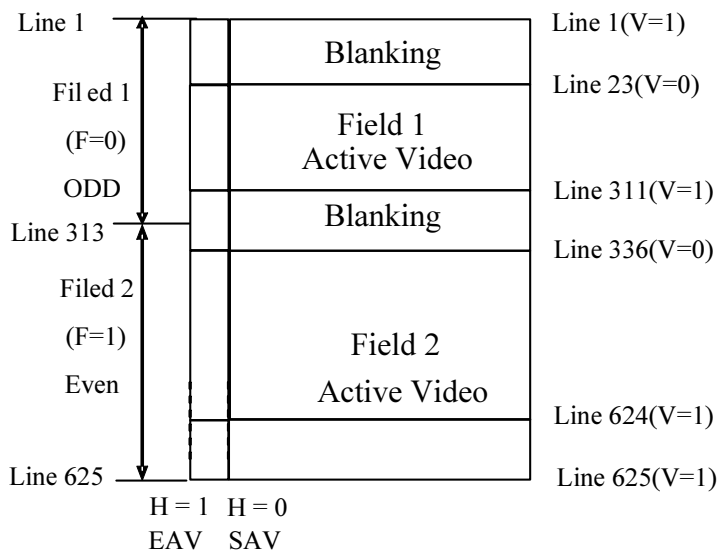 Line 1
Line 1(V=1)
Blanking
Line 23(V=0)
Fil ed 1
(F=0)
ODD
Field 1
Active Video
Line 311(V=1)
Blanking
Line 313
Line 336(V=0)
Filed 2
(F=1)
Even
Field 2
Active Video
Line 624(V=1)
Line 625
Line 625(V=1)
H = 1 H = 0
EAV SAV